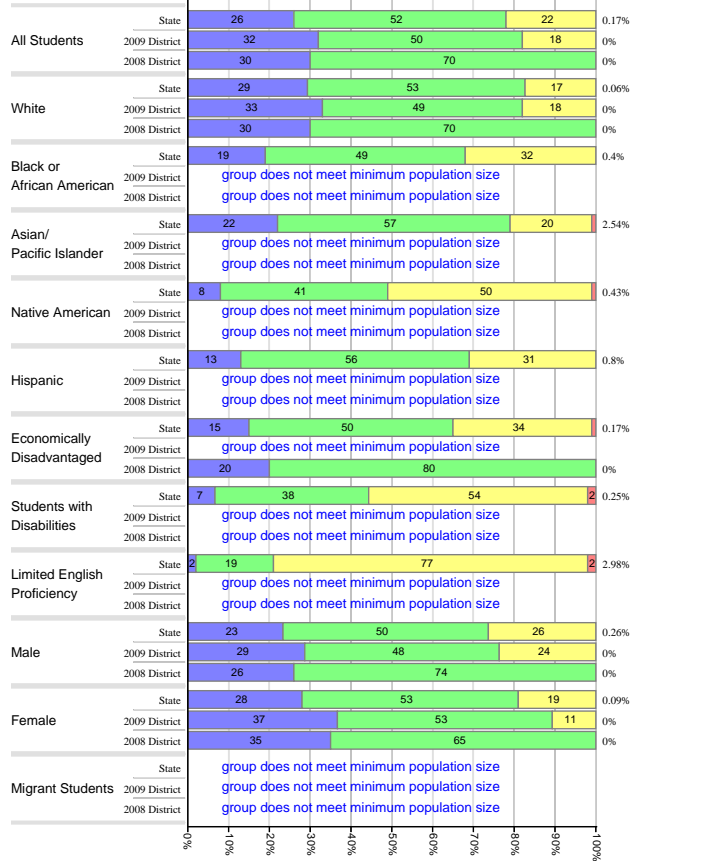 State 26 52 22 0.17%
All Students 2009 District 32 50 18 0%
2008 District 30 70 0%
State 29 53 17 0.06%
White 2009 District 33 49 18 0%
2008 District 30 70 0%
State 19 49 32 0.4%
Black or
African American 2009 District group does not meet minimum population size
2008 District group does not meet minimum population size
State 22 57 20 2.54%
Asian/
Pacific Islander 2009 District group does not meet minimum population size
2008 District group does not meet minimum population size
State 8 41 50 0.43%
Native American 2009 District group does not meet minimum population size
2008 District group does not meet minimum population size
State 13 56 31 0.8%
Hispanic 2009 District group does not meet minimum population size
2008 District group does not meet minimum population size
State 15 50 34 0.17%
Economically
Disadvantaged 2009 District group does not meet minimum population size
2008 District 20 80 0%
State 7 38 54 2 0.25%
Students with
Disabilities 2009 District group does not meet minimum population size
2008 District group does not meet minimum population size
State 2 19 77 2 2.98%
Limited English
Proficiency 2009 District group does not meet minimum population size
2008 District group does not meet minimum population size
State 23 50 26 0.26%
Male 2009 District 29 48 24 0%
2008 District 26 74 0%
State 28 53 19 0.09%
Female 2009 District 37 53 11 0%
2008 District 35 65 0%
State group does not meet minimum population size
Migrant Students 2009 District group does not meet minimum population size
2008 District group does not meet minimum population size
0% 10% 20% 30% 40% 50% 60% 70% 80% 90% 100%